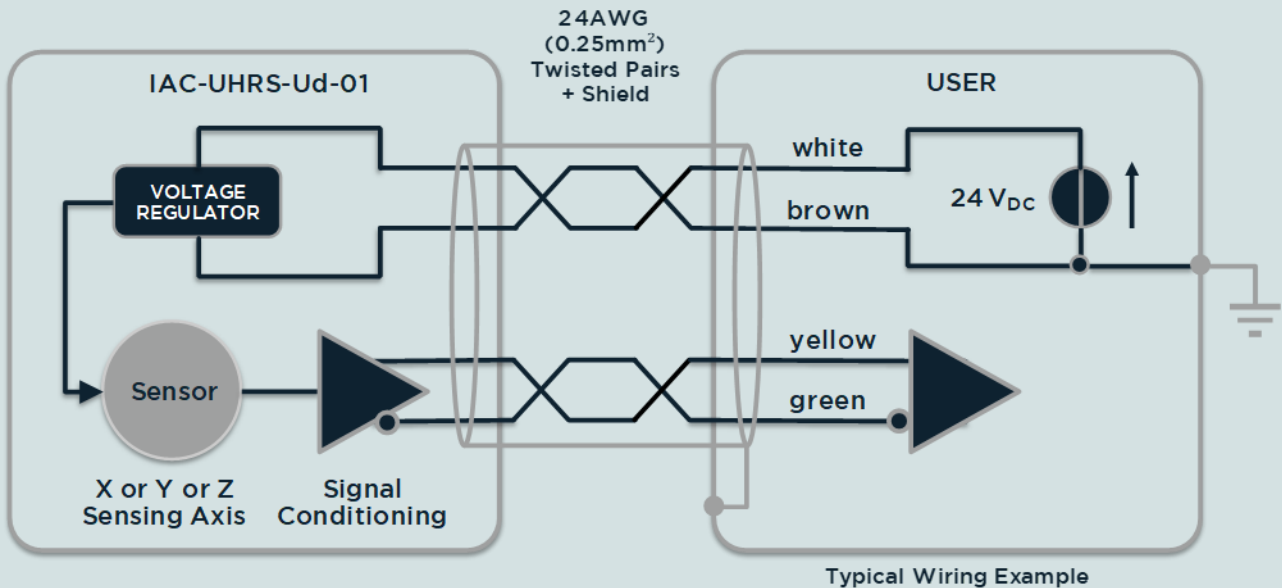 24AWG
(0.25mm²)
Twisted Pairs
+ Shield
IAC-UHRS-Ud-01
USER
VOLTAGE
REGULATOR
white
brown
24 VDC
Sensor
yellow
green
X or Y or Z
Sensing Axis
Signal
Conditioning
Typical Wiring Example